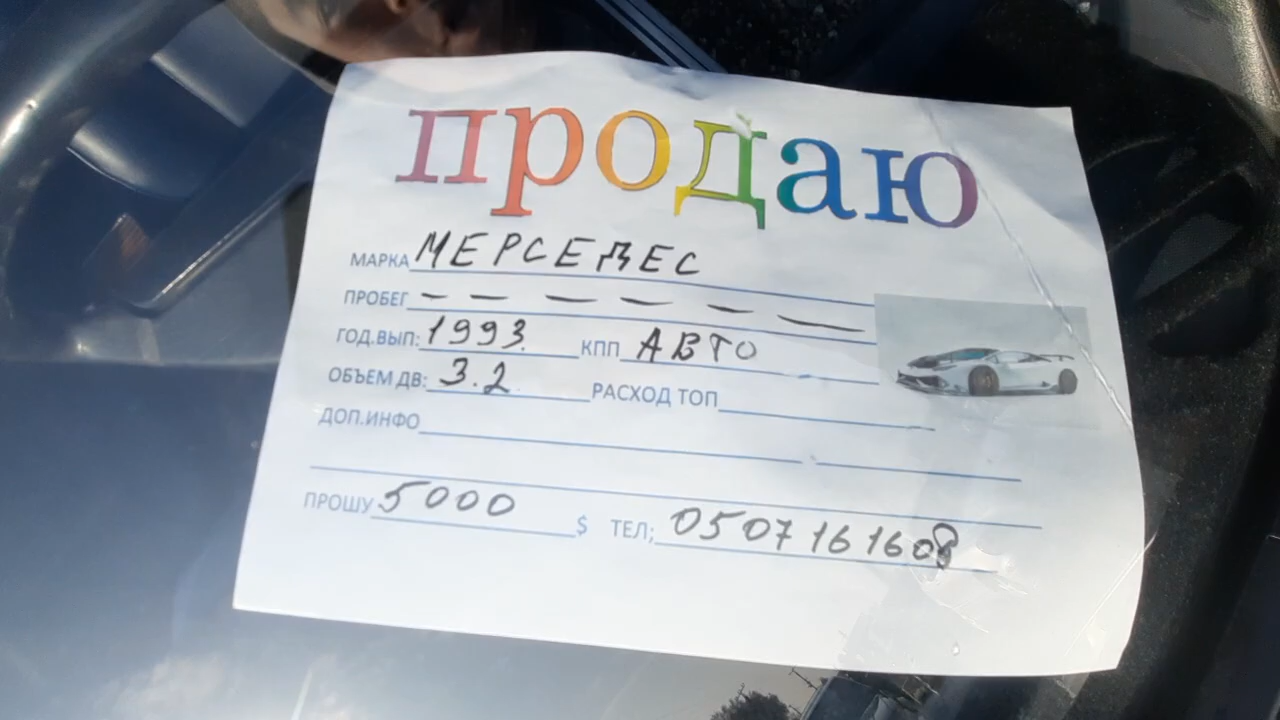 продаю
МАРКА МЕРСЕДЕС
ПРОБЕГ — — — — — —
ГОД.ВЫП: 1993 КПП АВТО
ОБЪЕМ ДВ: 3.2 РАСХОД ТОП
ДОП.ИНФО
ПРОШУ 5000 $ ТЕЛ; 0507161608